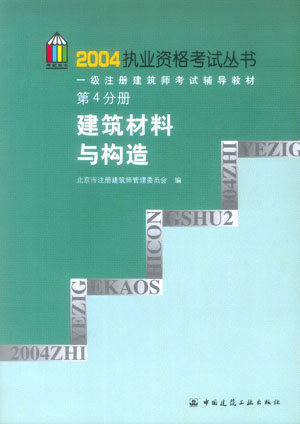 2004执业资格考试丛书
一级注册建筑师考试辅导教材
第4分册
建筑材料
与构造
北京市注册建筑师管理委员会 编
2004ZHI
YEZIG
EKAOS
HICON
GSHU2
004ZHI
YEZIG
中国建筑工业出版社